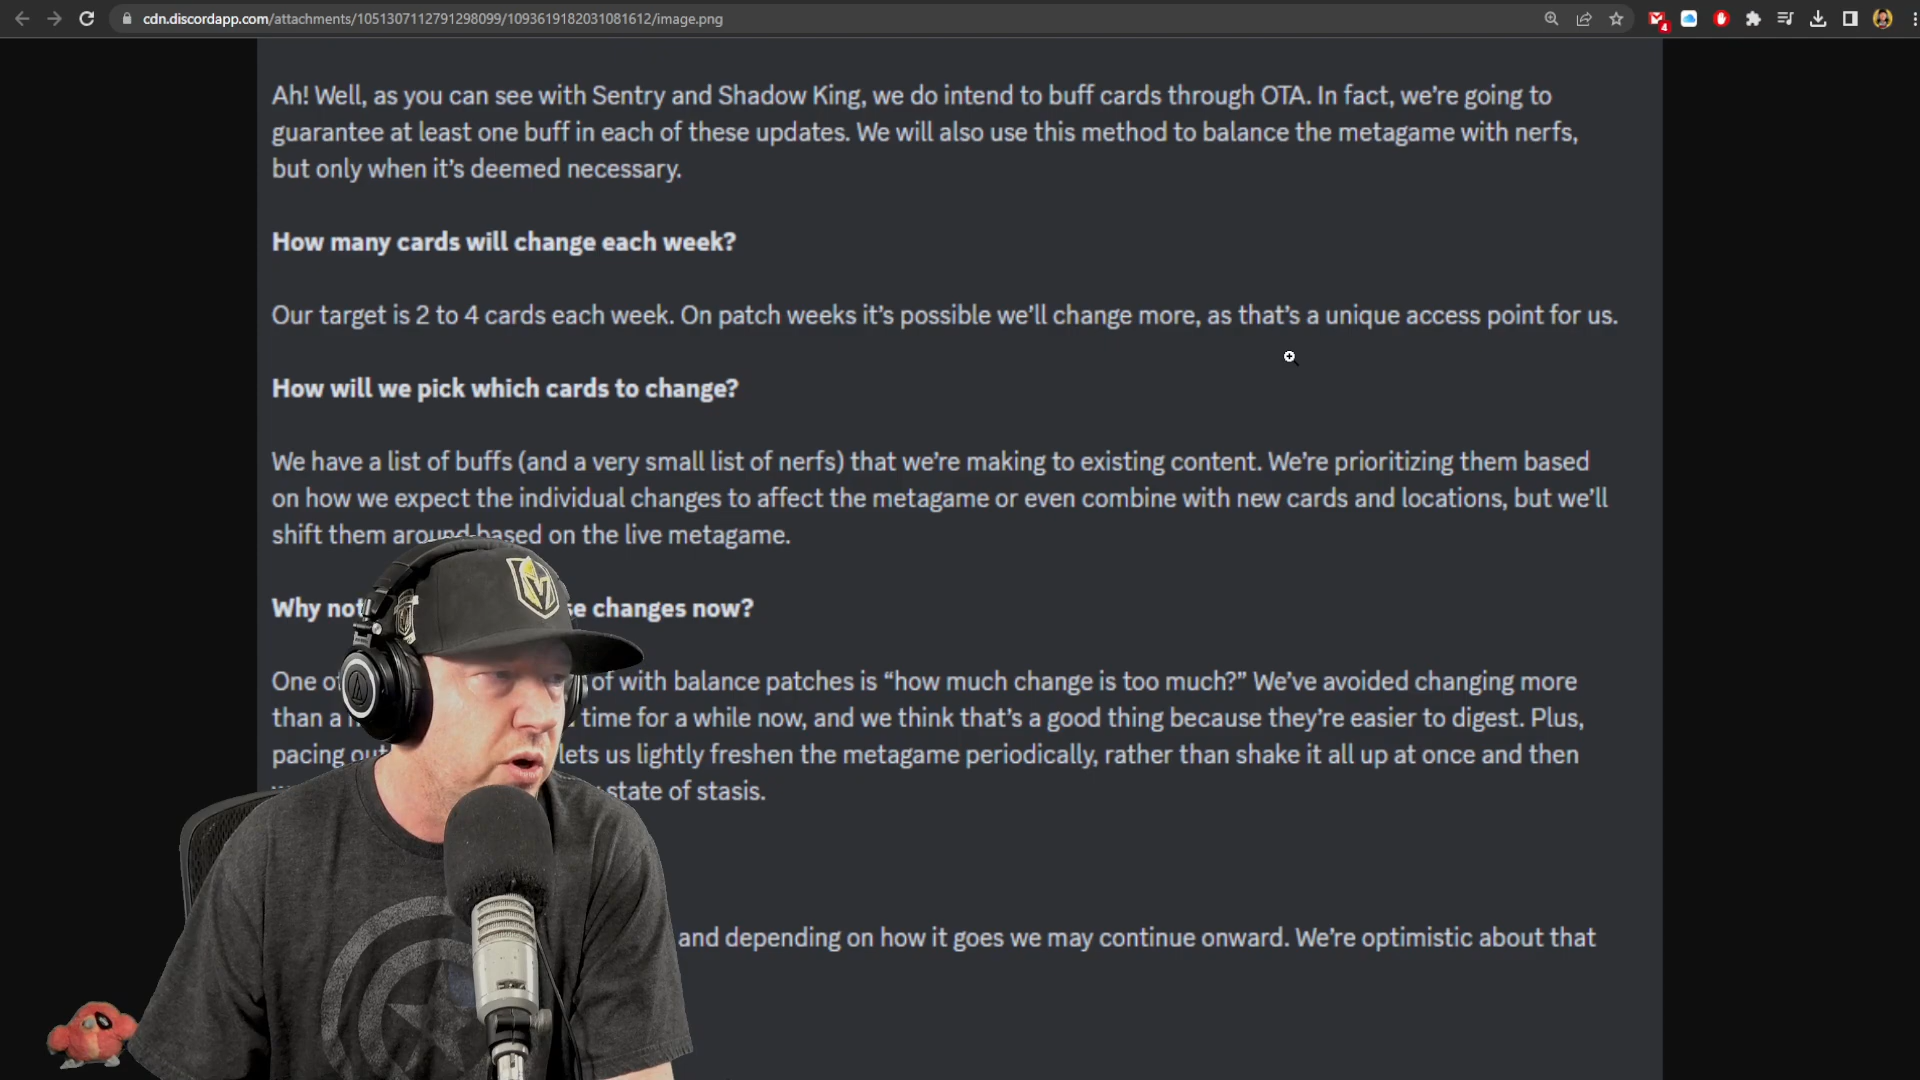 cdn.discordapp.com/attachments/1051307112791298099/1093619182031081612/image.png
4
Ah! Well, as you can see with Sentry and Shadow King, we do intend to buff cards through OTA. In fact, we’re going to
guarantee at least one buff in each of these updates. We will also use this method to balance the metagame with nerfs,
but only when it’s deemed necessary.
How many cards will change each week?
Our target is 2 to 4 cards each week. On patch weeks it’s possible we’ll change more, as that’s a unique access point for us.
How will we pick which cards to change?
We have a list of buffs (and a very small list of nerfs) that we’re making to existing content. We’re prioritizing them based
on how we expect the individual changes to affect the metagame or even combine with new cards and locations, but we’ll
shift them around based on the live metagame.
Why not changes now?
One of with balance patches is “how much change is too much?” We’ve avoided changing more
than a time for a while now, and we think that’s a good thing because they’re easier to digest. Plus,
pacing out lets us lightly freshen the metagame periodically, rather than shake it all up at once and then
state of stasis.
and depending on how it goes we may continue onward. We’re optimistic about that